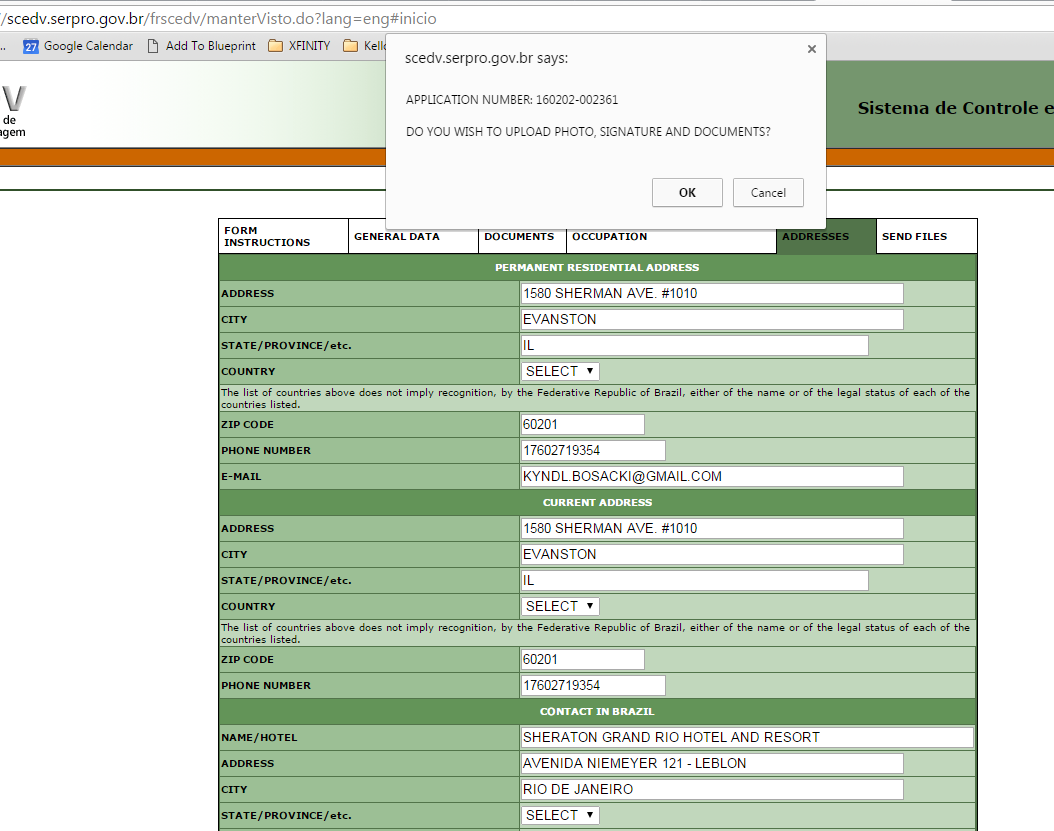 /scedv.serpro.gov.br/frscedv/manterVisto.do?lang=eng#inicio
.. 27 Google Calendar Add To Blueprint XFINITY Kell
scedv.serpro.gov.br says: ×
APPLICATION NUMBER: 160202-002361
DO YOU WISH TO UPLOAD PHOTO, SIGNATURE AND DOCUMENTS?
OK Cancel
V
de
agem
Sistema de Controle e
FORM
INSTRUCTIONS
GENERAL DATA DOCUMENTS OCCUPATION ADDRESSES SEND FILES
PERMANENT RESIDENTIAL ADDRESS
ADDRESS 1580 SHERMAN AVE. #1010
CITY EVANSTON
STATE/PROVINCE/etc. IL
COUNTRY SELECT
The list of countries above does not imply recognition, by the Federative Republic of Brazil, either of the name or of the legal status of each of the
countries listed.
ZIP CODE 60201
PHONE NUMBER 17602719354
E-MAIL KYNDL.BOSACKI@GMAIL.COM
CURRENT ADDRESS
ADDRESS 1580 SHERMAN AVE. #1010
CITY EVANSTON
STATE/PROVINCE/etc. IL
COUNTRY SELECT
The list of countries above does not imply recognition, by the Federative Republic of Brazil, either of the name or of the legal status of each of the
countries listed.
ZIP CODE 60201
PHONE NUMBER 17602719354
CONTACT IN BRAZIL
NAME/HOTEL SHERATON GRAND RIO HOTEL AND RESORT
ADDRESS AVENIDA NIEMEYER 121 - LEBLON
CITY RIO DE JANEIRO
STATE/PROVINCE/etc. SELECT